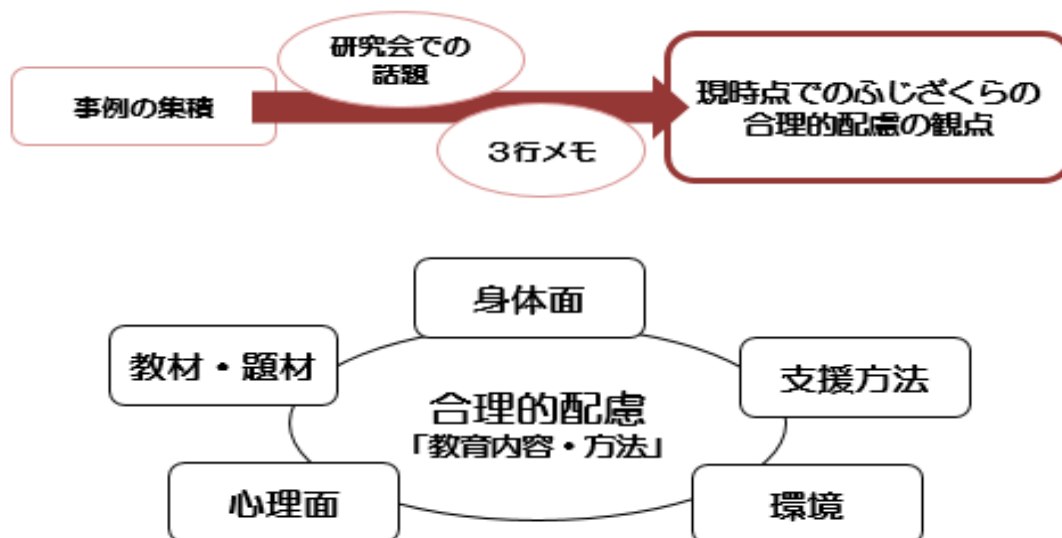 研究会での
話題
事例の集積
現時点でのふじざくらの
合理的配慮の観点
３行メモ
身体面
教材・題材
支援方法
合理的配慮
「教育内容・方法」
心理面
環境